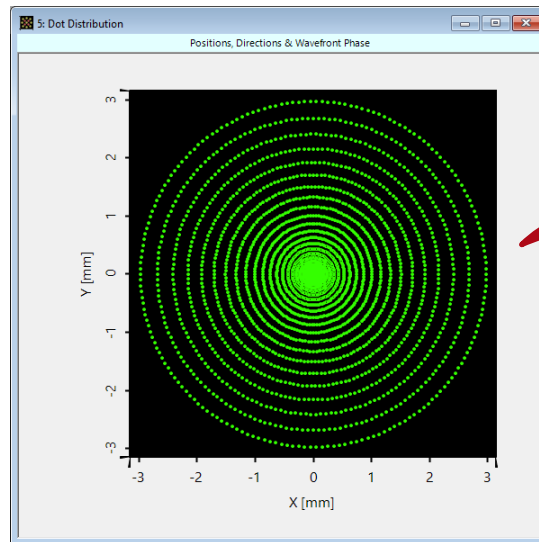 5: Dot Distribution
Positions, Directions & Wavefront Phase
3
2
1
0
-1
-2
-3
Y [mm]
-3 -2 -1 0 1 2 3
X [mm]